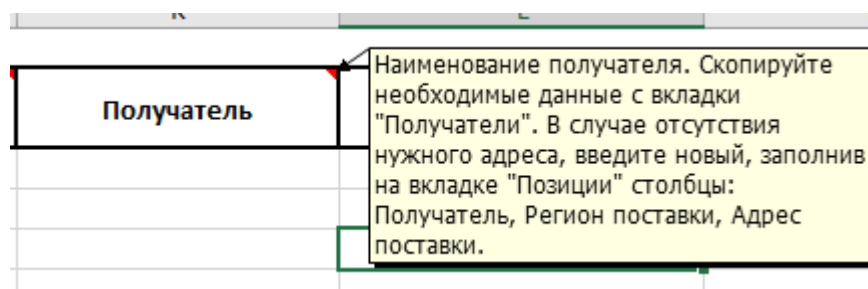 Получатель
Наименование получателя. Скопируйте
необходимые данные с вкладки
"Получатели". В случае отсутствия
нужного адреса, введите новый, заполнив
на вкладке "Позиции" столбцы:
Получатель, Регион поставки, Адрес
поставки.